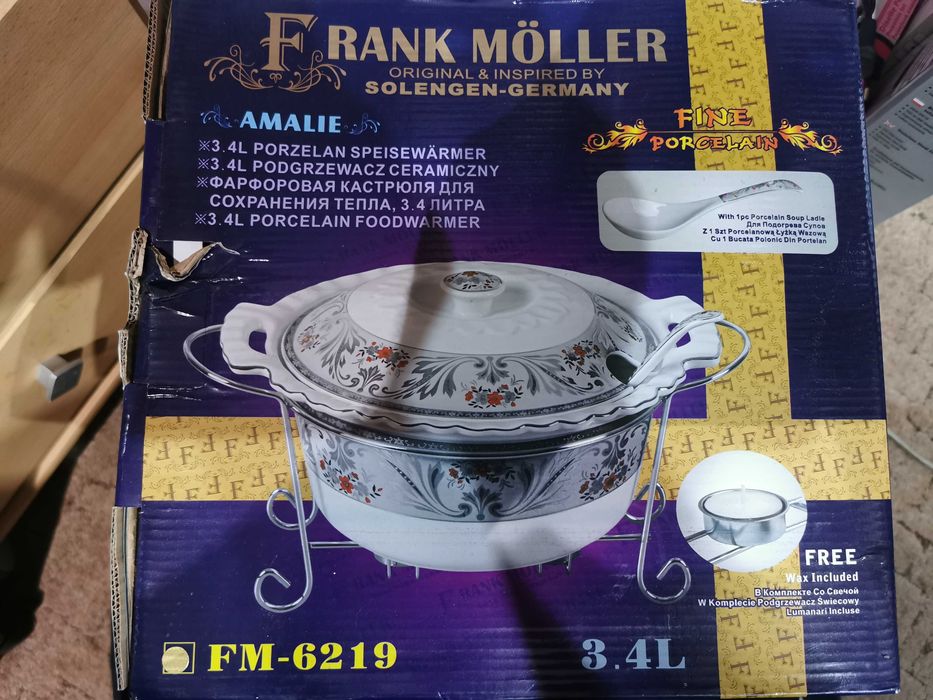 FRANK MÖLLER
ORIGINAL & INSPIRED BY
SOLENGEN-GERMANY
AMALIE
※3.4L PORZELAN SPEISEWÄRMER
※3.4L PODGRZEWACZ CERAMICZNY
※ФАРФОРОВАЯ КАСТРЮЛЯ ДЛЯ
СОХРАНЕНИЯ ТЕПЛА, 3.4 ЛИТРА
※3.4L PORCELAIN FOODWARMER
FINE
PORCELAIN
With 1pc Porcelain Soup Ladle
Для Подогрева Супов
Z 1 Szt Porcelanową Łyżką Wazową
Cu 1 Bucata Polonic Din Portelan
FREE
Wax Included
В Комплекте Со Свечой
W Komplecie Podgrzewacz Świecowy
Lumanari Incluse
FM-6219
3.4L